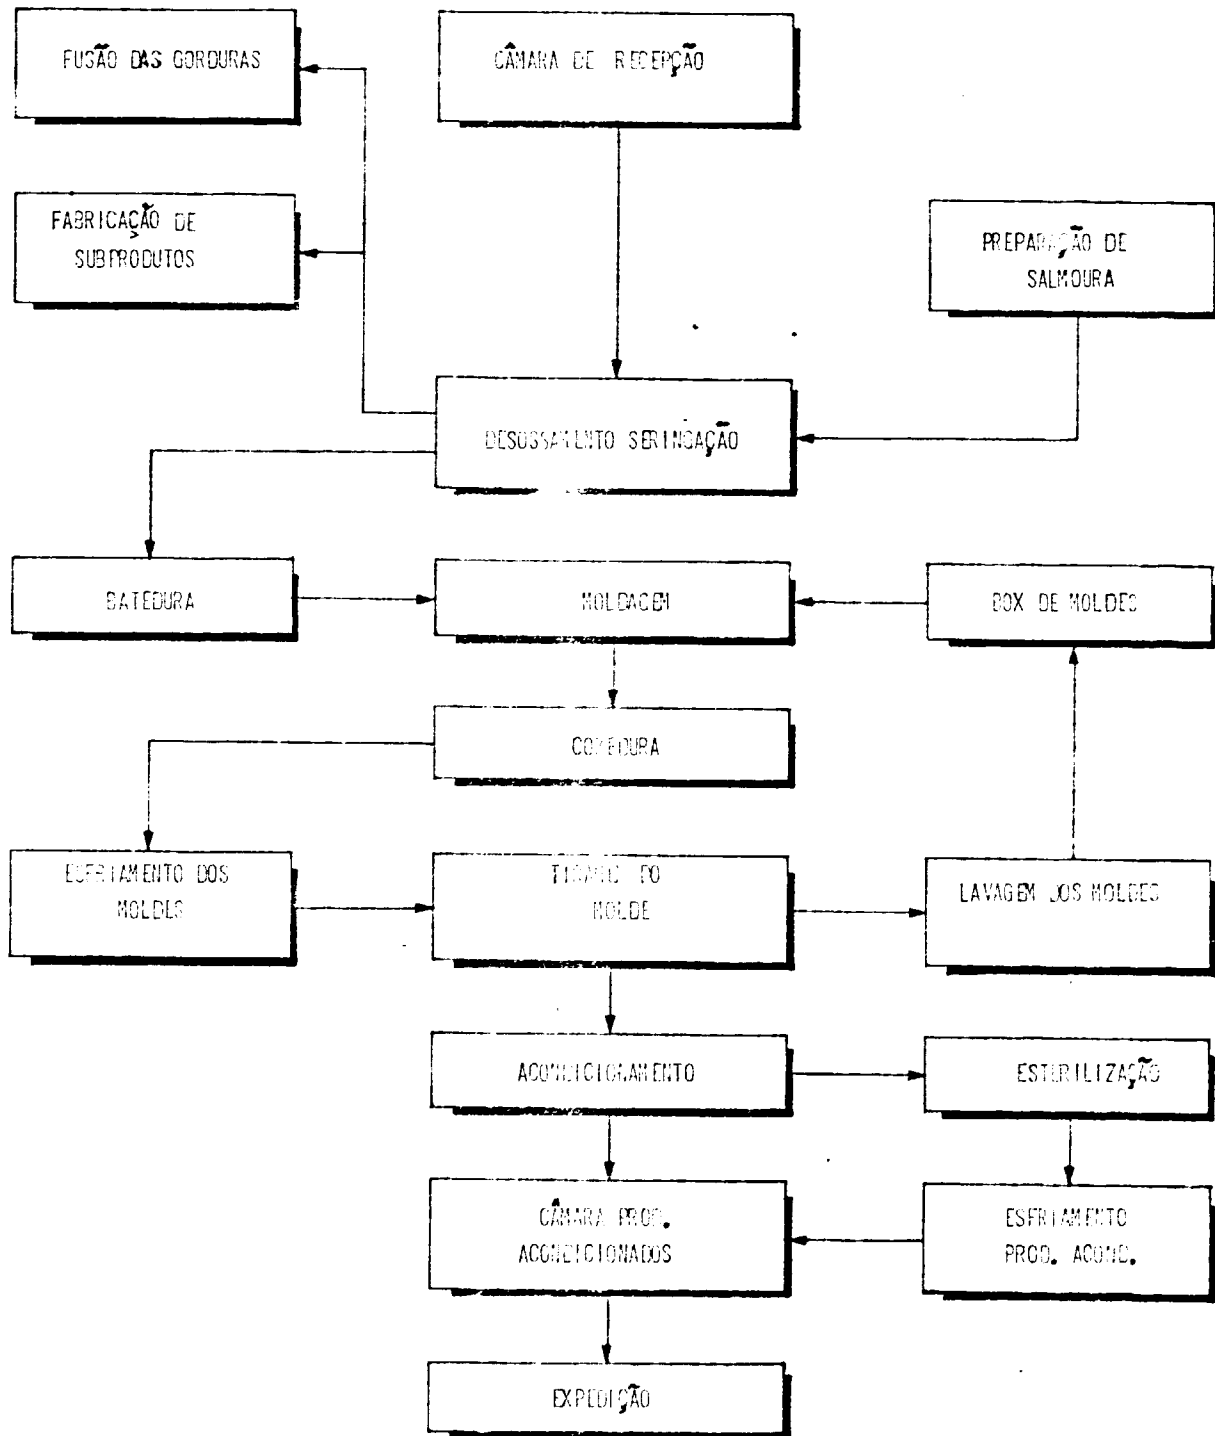 FUSÃO DAS GORDURAS
CÂMARA DE RECEPÇÃO
FABRICAÇÃO DE
SUBPRODUTOS
PREPARAÇÃO DE
SALMOURA
DESOSSAMENTO SERINGAÇÃO
BATEDURA
MOLDAGEM
BOX DE MOLDES
COZEDURA
ESFRIAMENTO DOS
MOLDES
DO
MOLDE
LAVAGEM DOS MOLDES
ACONDICIONAMENTO
ESTERILIZAÇÃO
CÂMARA PROD.
ACONDICIONADOS
ESFRIAMENTO
PROD. ACOND.
EXPEDIÇÃO